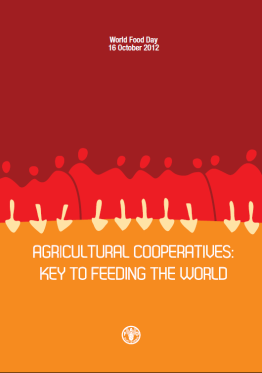 World Food Day
16 October 2012
AGRICULTURAL COOPERATIVES:
KEY TO FEEDING THE WORLD